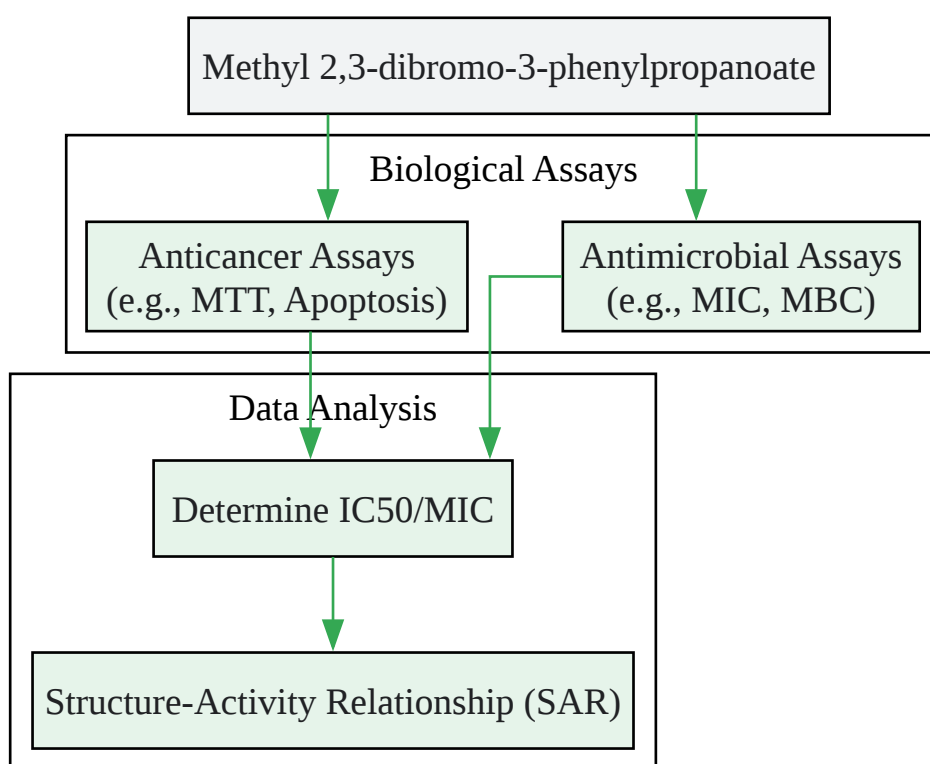 Methyl 2,3-dibromo-3-phenylpropanoate
Biological Assays
Anticancer Assays
(e.g., MTT, Apoptosis)
Antimicrobial Assays
(e.g., MIC, MBC)
Data Analysis
Determine IC50/MIC
Structure-Activity Relationship (SAR)